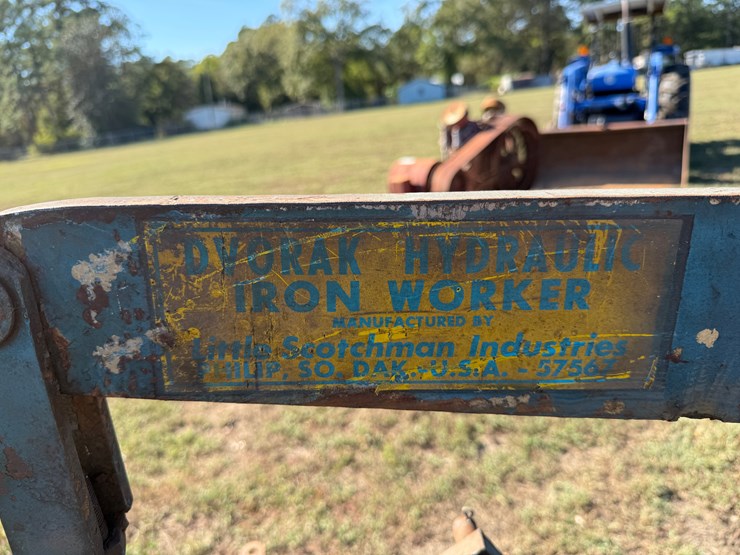 DVORAK HYDRAULIC
IRON WORKER
MANUFACTURED BY
Little Scotchman Industries
PHILIP, SO. DAK., U.S.A. - 57567